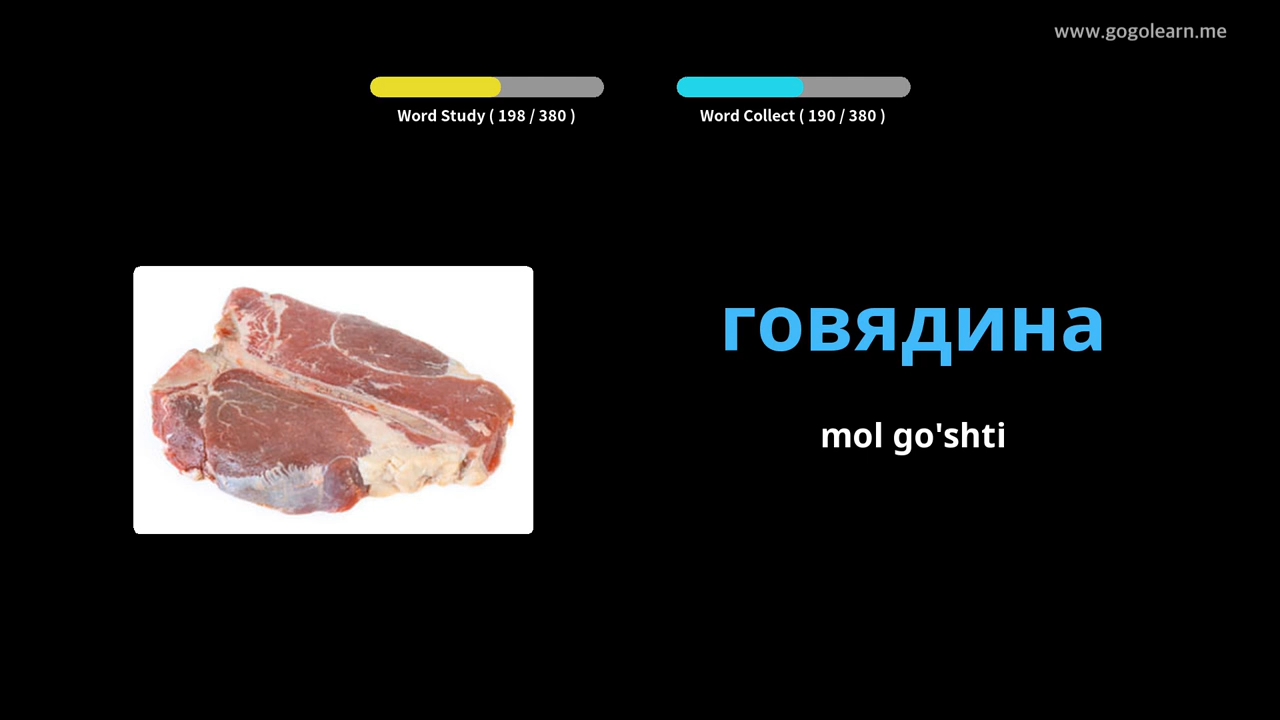 www.gogolearn.me
Word Study ( 198 / 380 )
Word Collect ( 190 / 380 )
говядина
mol go'shti